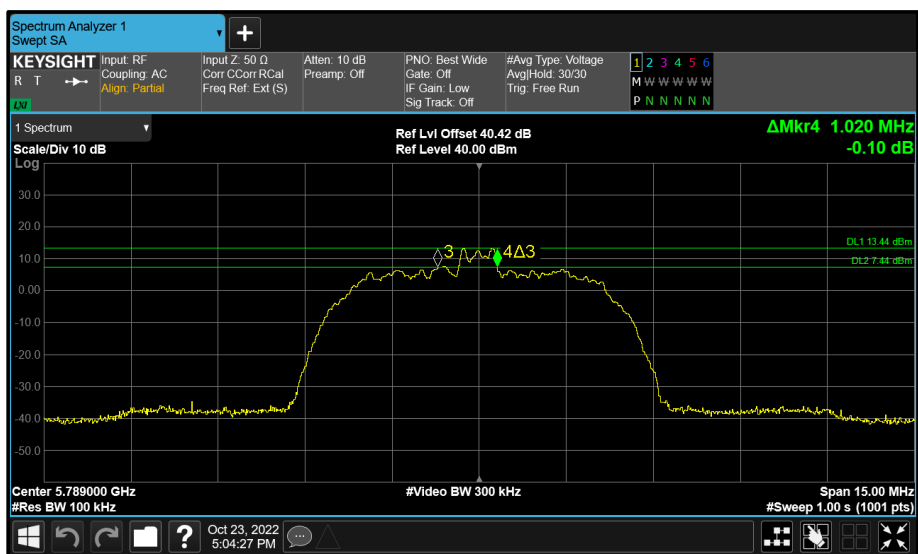 Spectrum Analyzer 1
Swept SA
+
KEYSIGHT
R T
LXI
Input: RF
Coupling: AC
Align: Partial
Input Z: 50 Ω
Corr CCorr RCal
Freq Ref: Ext (S)
Atten: 10 dB
Preamp: Off
PNO: Best Wide
Gate: Off
IF Gain: Low
Sig Track: Off
#Avg Type: Voltage
Avg|Hold: 30/30
Trig: Free Run
1 2 3 4 5 6
M W W W W W
P N N N N N
1 Spectrum
Scale/Div 10 dB
Ref Lvl Offset 40.42 dB
Ref Level 40.00 dBm
ΔMkr4 1.020 MHz
-0.10 dB
Log
30.0
20.0
10.0
0.00
-10.0
-20.0
-30.0
-40.0
-50.0
3
4Δ3
DL1 13.44 dBm
DL2 7.44 dBm
Center 5.789000 GHz
#Res BW 100 kHz
#Video BW 300 kHz
Span 15.00 MHz
#Sweep 1.00 s (1001 pts)
?
Oct 23, 2022
5:04:27 PM